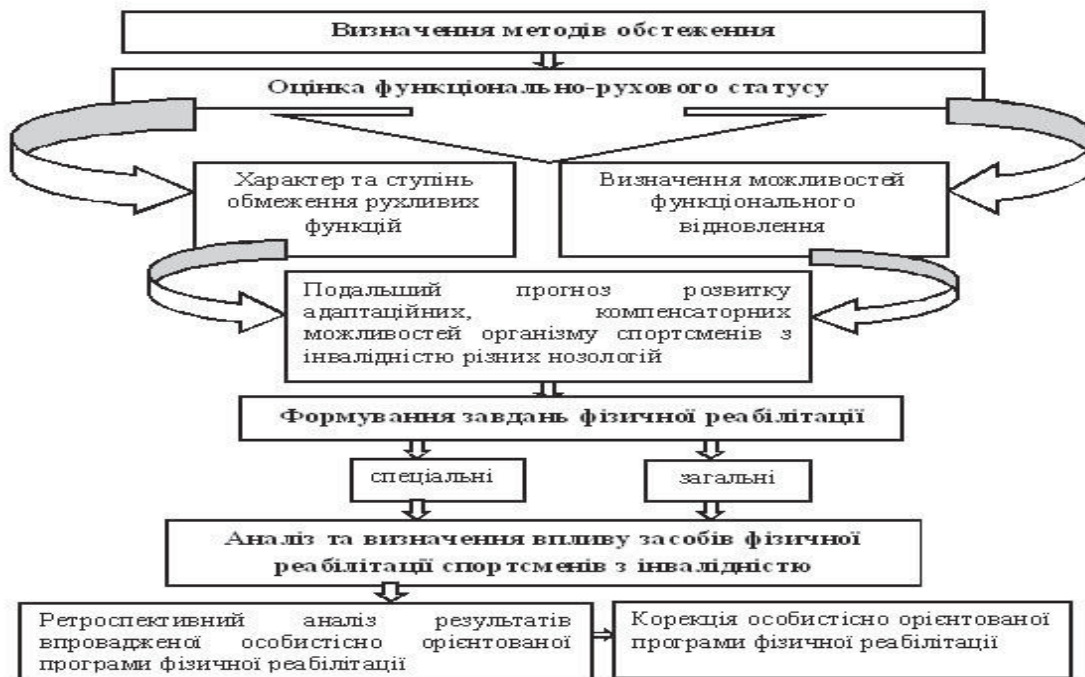 Визначення методів обстеження
Оцінка функціонально-рухового статусу
Характер та ступінь
обмеження рухливих
функцій
Визначення можливостей
функціонального
відновлення
Подальший прогноз розвитку
адаптаційних, компенсаторних
можливостей організму спортсменів з
інвалідністю різних нозологій
Формування завдань фізичної реабілітації
спеціальні
загальні
Аналіз та визначення впливу засобів фізичної
реабілітації спортсменів з інвалідністю
Ретроспективний аналіз результатів
впровадженої особистісно орієнтованої
програми фізичної реабілітації
Корекція особистісно орієнтованої
програми фізичної реабілітації